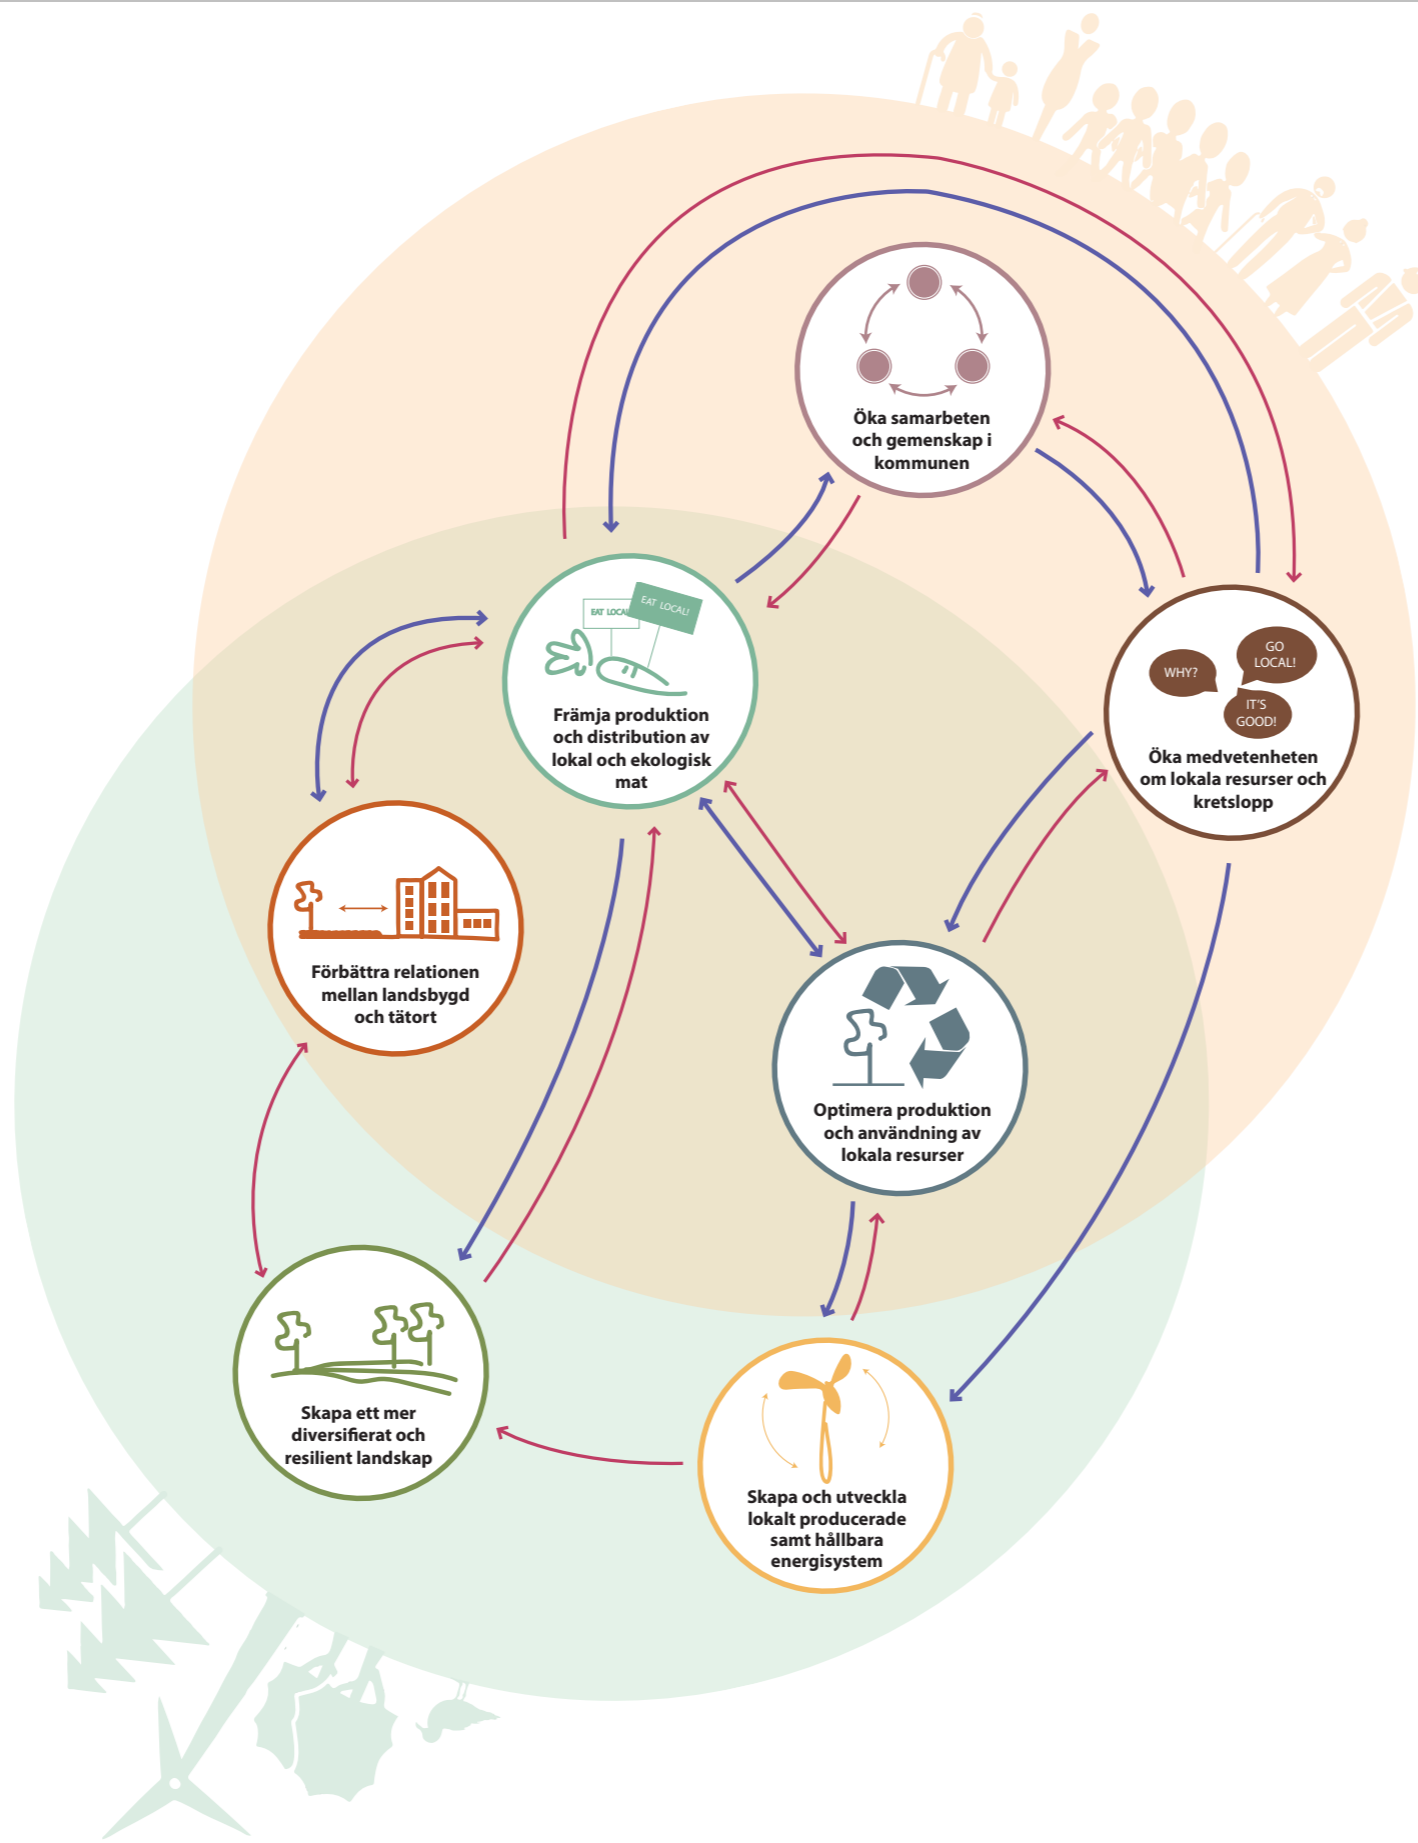 Öka samarbeten
och gemenskap i
kommunen
EAT LOCAL
EAT LOCAL!
Främja produktion
och distribution av
lokal och ekologisk
mat
WHY?
GO
LOCAL!
IT'S
GOOD!
Öka medvetenheten
om lokala resurser och
kretslopp
Förbättra relationen
mellan landsbygd
och tätort
Optimera produktion
och användning av
lokala resurser
Skapa ett mer
diversifierat och
resilient landskap
Skapa och utveckla
lokalt producerade
samt hållbara
energisystem